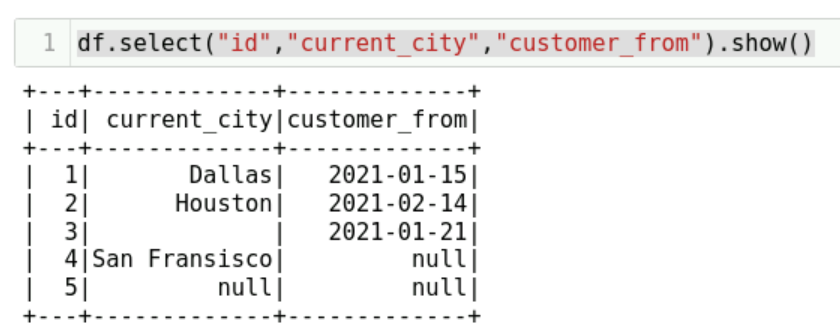 1 df.select("id","current_city","customer_from").show()
+---+-------------+-------------+
| id| current_city|customer_from|
+---+-------------+-------------+
|  1|       Dallas|   2021-01-15|
|  2|      Houston|   2021-02-14|
|  3|             |   2021-01-21|
|  4|San Fransisco|         null|
|  5|         null|         null|
+---+-------------+-------------+